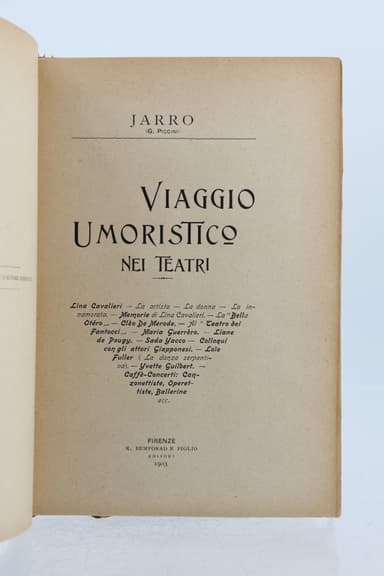 JARRO
(G. PICCINI)
VIAGGIO
UMORISTICO
NEI TEATRI
Lina Cavalieri — La artista — La donna — La in-
namorata. — Memorie di Lina Cavalieri. — La "Bella
Otéro „. — Cléo De Merode. — Al "Teatro dei
Fantocci „. — Maria Guerrèro. — Liane
de Pougy. — Sada Yacco — Colloqui
con gli attori Giapponesi. — Loïe
Fuller (La danza serpenti-
na). — Yvette Guilbert. —
Caffè-Concerti: Can-
zonettiste, Operet-
tiste, Ballerine
ecc.
FIRENZE
R. BEMPORAD E FIGLIO
EDITORI
1903